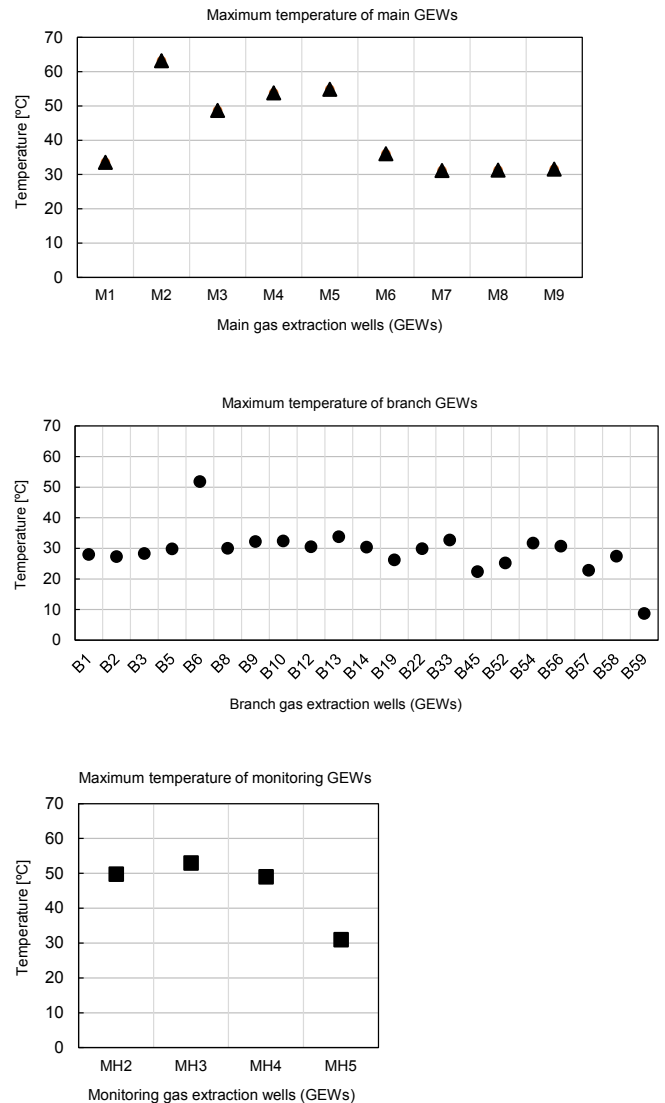 Maximum temperature of main GEWs
Temperature [ºC]
70
60
50
40
30
20
10
0
M1 M2 M3 M4 M5 M6 M7 M8 M9
Main gas extraction wells (GEWs)
Maximum temperature of branch GEWs
Temperature [ºC]
70
60
50
40
30
20
10
0
B1 B2 B3 B5 B6 B8 B9 B10 B12 B13 B14 B19 B22 B33 B45 B52 B54 B56 B57 B58 B59
Branch gas extraction wells (GEWs)
Maximum temperature of monitoring GEWs
Temperature [ºC]
70
60
50
40
30
20
10
0
MH2 MH3 MH4 MH5
Monitoring gas extraction wells (GEWs)